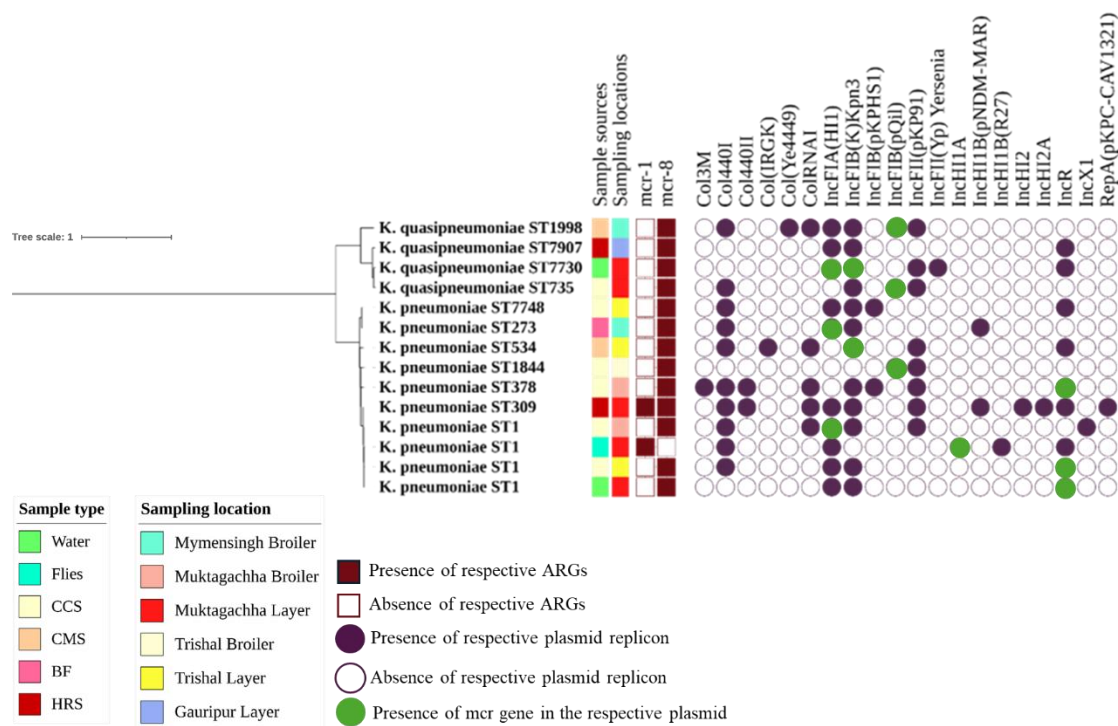 Sample sources
Sampling locations
mcr-1
mcr-8
Col3M
Col440I
Col440II
Col(IRGK)
Col(Ye4449)
ColRNAI
IncFIA(HI1)
IncFIB(K)Kpn3
IncFIB(pKPHS1)
IncFIB(pQil)
IncFII(pKP91)
IncFII(Yp) Yersenia
IncHI1A
IncHI1B(pNDM-MAR)
IncHI1B(R27)
IncHI2
IncHI2A
IncR
IncX1
RepA(pKPC-CAV1321)
Tree scale: 1
K. quasipneumoniae ST1998
K. quasipneumoniae ST7907
K. quasipneumoniae ST7730
K. quasipneumoniae ST735
K. pneumoniae ST7748
K. pneumoniae ST273
K. pneumoniae ST534
K. pneumoniae ST1844
K. pneumoniae ST378
K. pneumoniae ST309
K. pneumoniae ST1
K. pneumoniae ST1
K. pneumoniae ST1
K. pneumoniae ST1
Sample type
Water
Flies
CCS
CMS
BF
HRS
Sampling location
Mymensingh Broiler
Muktagachha Broiler
Muktagachha Layer
Trishal Broiler
Trishal Layer
Gauripur Layer
Presence of respective ARGs
Absence of respective ARGs
Presence of respective plasmid replicon
Absence of respective plasmid replicon
Presence of mcr gene in the respective plasmid